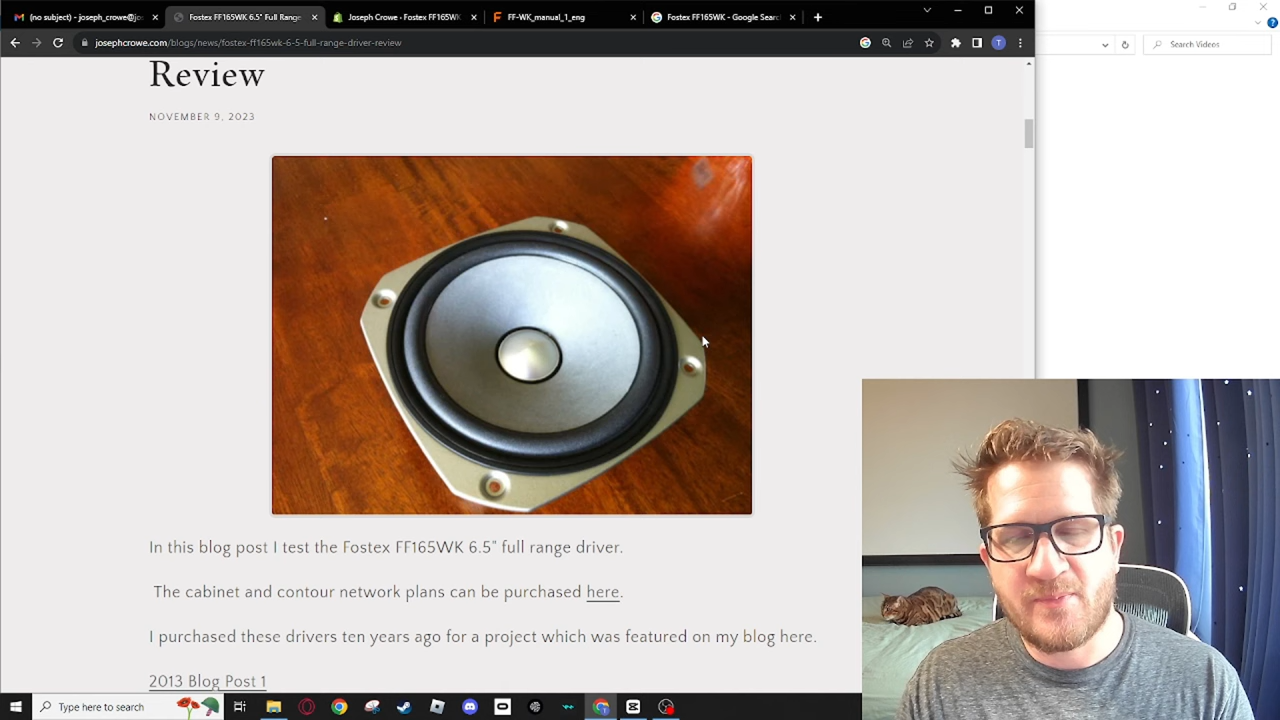 (no subject) - joseph_crowe@jo
Fostex FF165WK 6.5" Full Range
Joseph Crowe · Fostex FF165WK
FF-WK_manual_1_eng
Fostex FF165WK - Google Searc
josephcrowe.com/blogs/news/fostex-ff165wk-6-5-full-range-driver-review
T
Search Videos
Review
NOVEMBER 9, 2023
In this blog post I test the Fostex FF165WK 6.5" full range driver.
The cabinet and contour network plans can be purchased here.
I purchased these drivers ten years ago for a project which was featured on my blog here.
2013 Blog Post 1
Type here to search